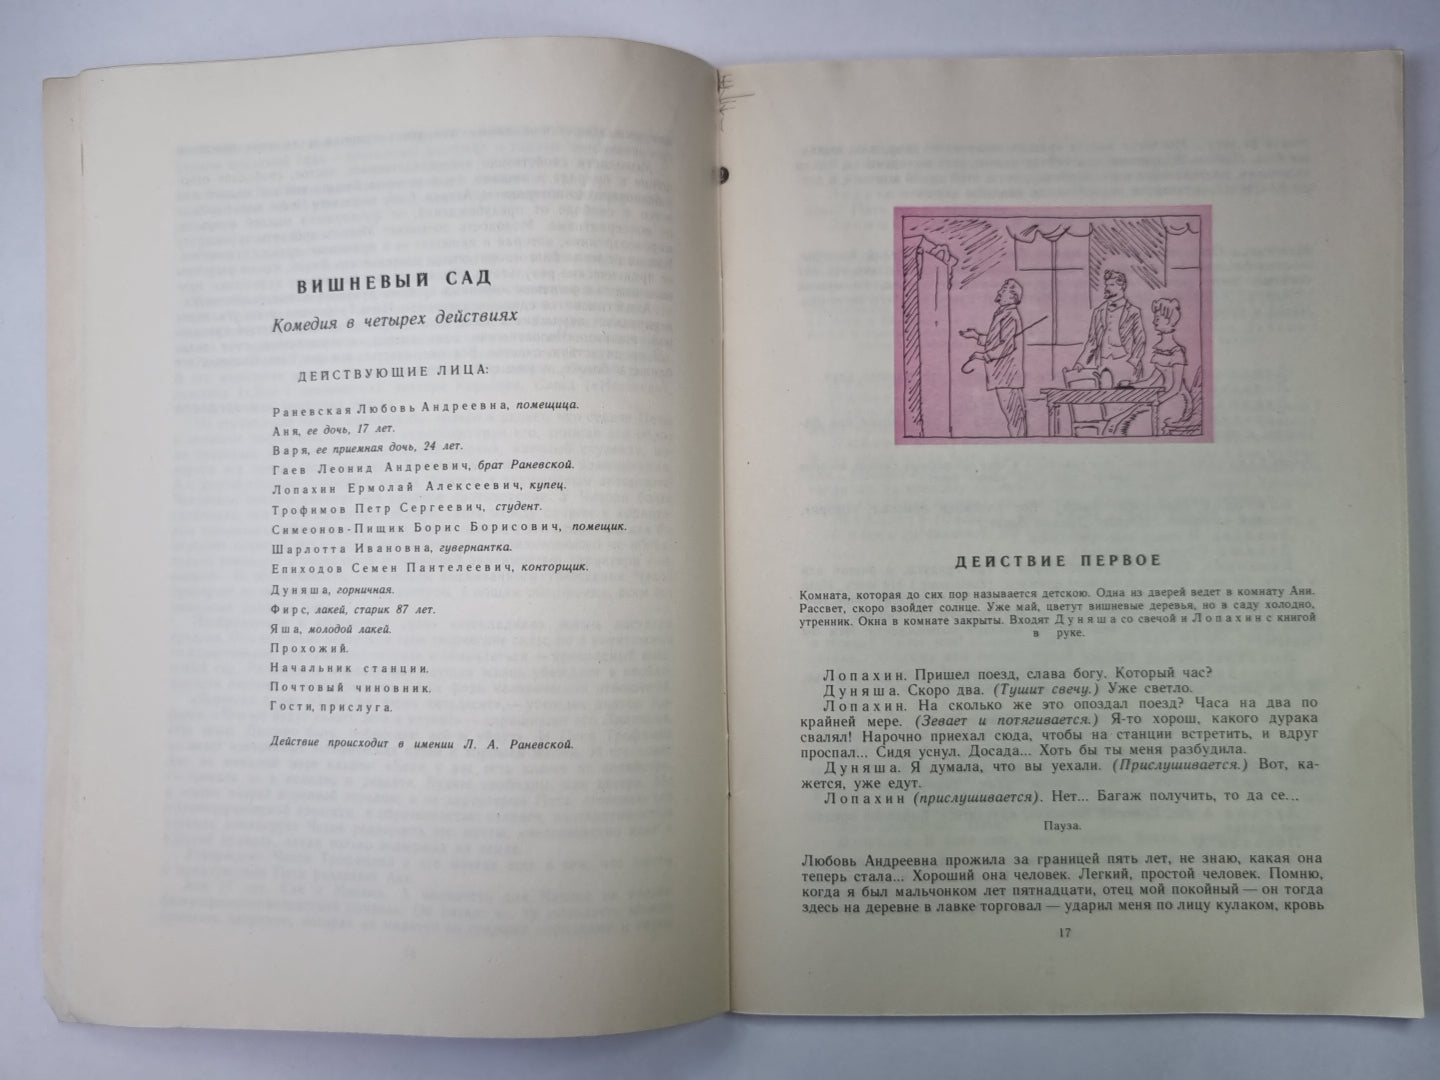 ВИШНЕВЫЙ САД
Комедия в четырех действиях
ДЕЙСТВУЮЩИЕ ЛИЦА:
Раневская Любовь Андреевна, помещица.
Аня, ее дочь, 17 лет.
Варя, ее приемная дочь, 24 лет.
Гаев Леонид Андреевич, брат Раневской.
Лопахин Ермолай Алексеевич, купец.
Трофимов Петр Сергеевич, студент.
Симеонов-Пищик Борис Борисович, помещик.
Шарлотта Ивановна, гувернантка.
Епиходов Семен Пантелеевич, конторщик.
Дуняша, горничная.
Фирс, лакей, старик 87 лет.
Яша, молодой лакей.
Прохожий.
Начальник станции.
Почтовый чиновник.
Гости, прислуга.
Действие происходит в имении Л. А. Раневской.
ДЕЙСТВИЕ ПЕРВОЕ
Комната, которая до сих пор называется детскою. Одна из дверей ведет в комнату Ани.
Рассвет, скоро взойдет солнце. Уже май, цветут вишневые деревья, но в саду холодно,
утренник. Окна в комнате закрыты. Входят Дуняша со свечой и Лопахин с книгой
в руке.
Лопахин. Пришел поезд, слава богу. Который час?
Дуняша. Скоро два. (Тушит свечу.) Уже светло.
Лопахин. На сколько же это опоздал поезд? Часа на два по
крайней мере. (Зевает и потягивается.) Я-то хорош, какого дурака
свалял! Нарочно приехал сюда, чтобы на станции встретить, и вдруг
проспал... Сидя уснул. Досада... Хоть бы ты меня разбудила.
Дуняша. Я думала, что вы уехали. (Прислушивается.) Вот, ка-
жется, уже едут.
Лопахин (прислушивается). Нет... Багаж получить, то да се...
Пауза.
Любовь Андреевна прожила за границей пять лет, не знаю, какая она
теперь стала... Хороший она человек. Легкий, простой человек. Помню,
когда я был мальчонком лет пятнадцати, отец мой покойный — он тогда
здесь на деревне в лавке торговал — ударил меня по лицу кулаком, кровь
17